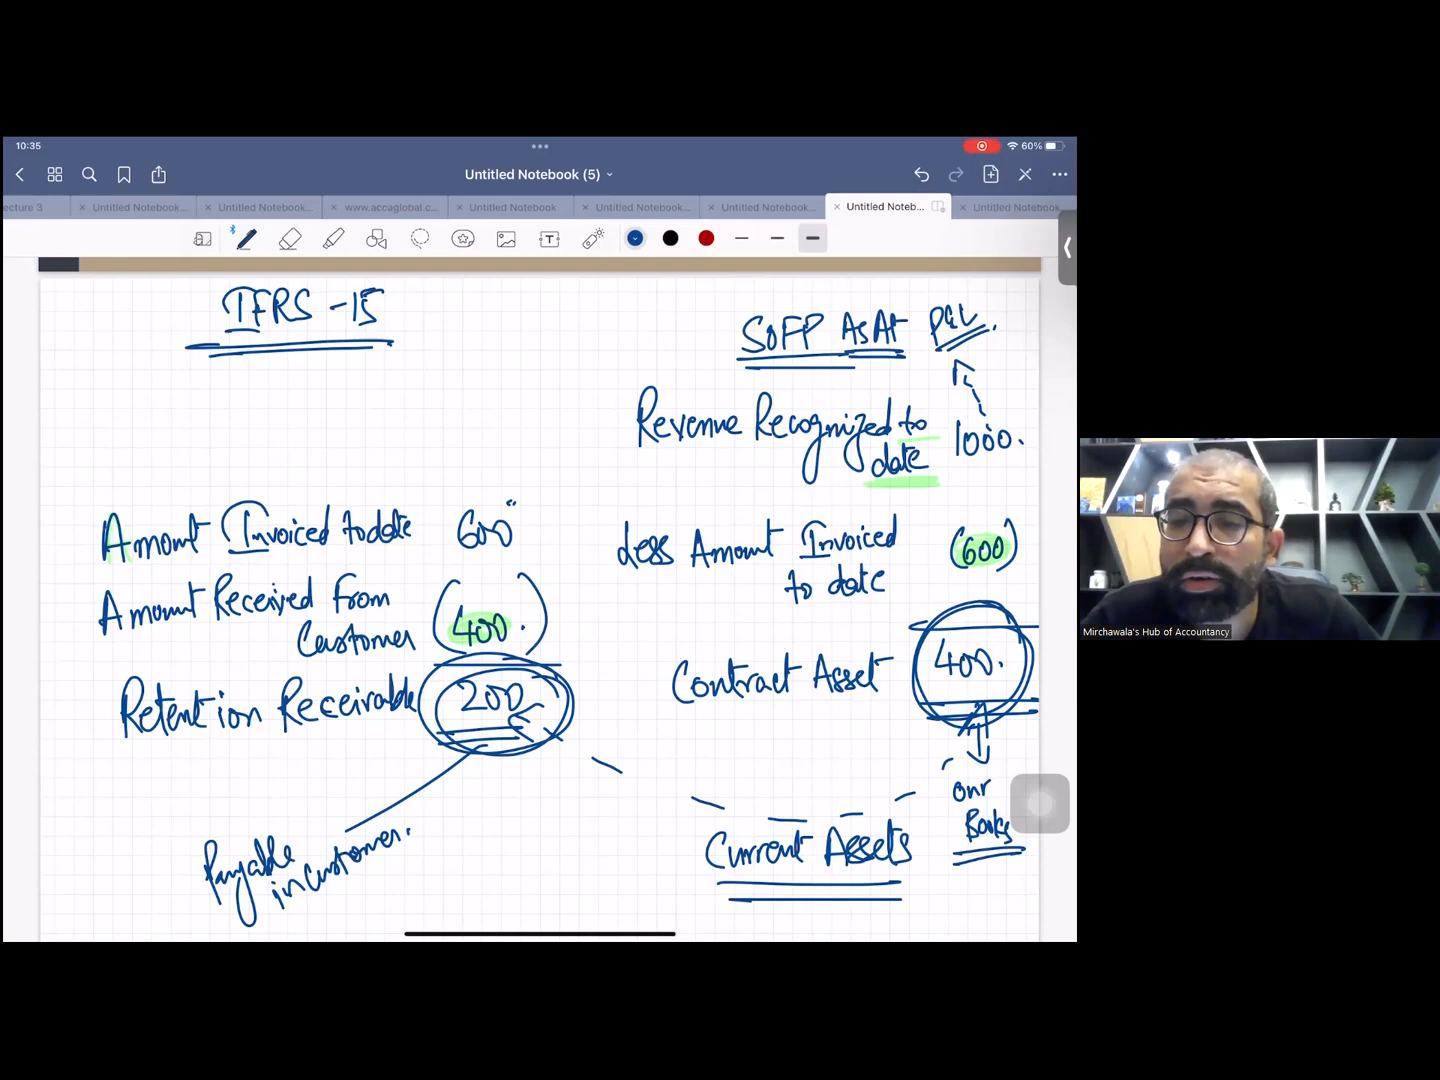 10:35
60%
Untitled Notebook (5)
ecture 3
Untitled Notebook...
Untitled Notebook...
www.accaglobal.c...
Untitled Notebook
Untitled Notebook...
Untitled Notebook...
Untitled Noteb...
Untitled Notebook
IFRS -15
SOFP As At P&L
Revenue Recognized to date 1000.
Amount Invoiced to date 600
Less Amount Invoiced to date (600)
Amount Received From Customer (400.)
Retention Receivable 200
Contract Asset 400.
our Books
Current Assets
Payable in customer.
Mirchawala's Hub of Accountancy